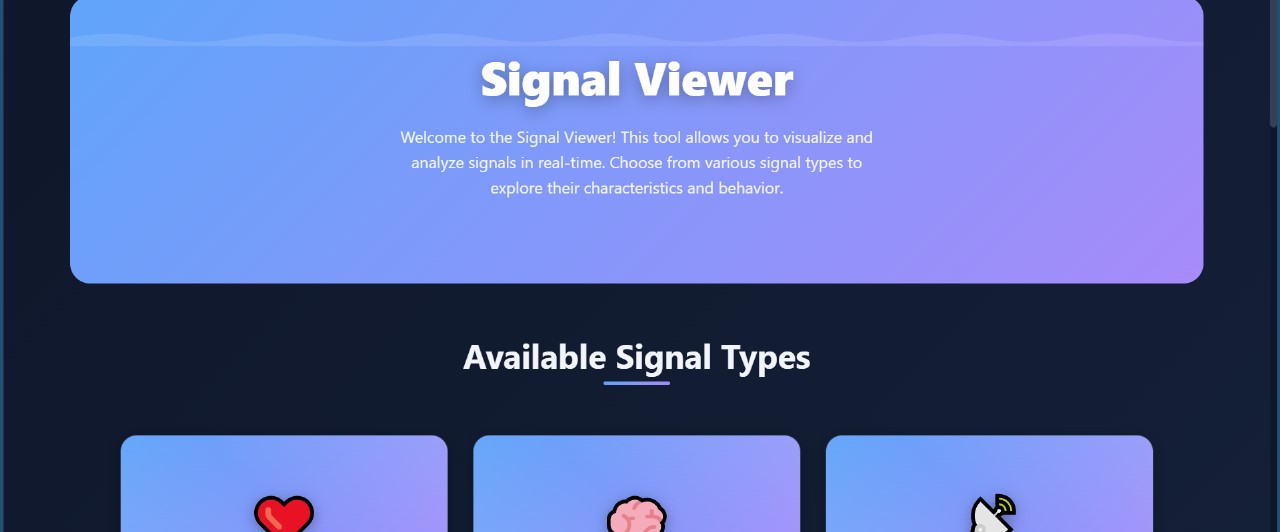 Signal Viewer
Welcome to the Signal Viewer! This tool allows you to visualize and
analyze signals in real-time. Choose from various signal types to
explore their characteristics and behavior.
Available Signal Types